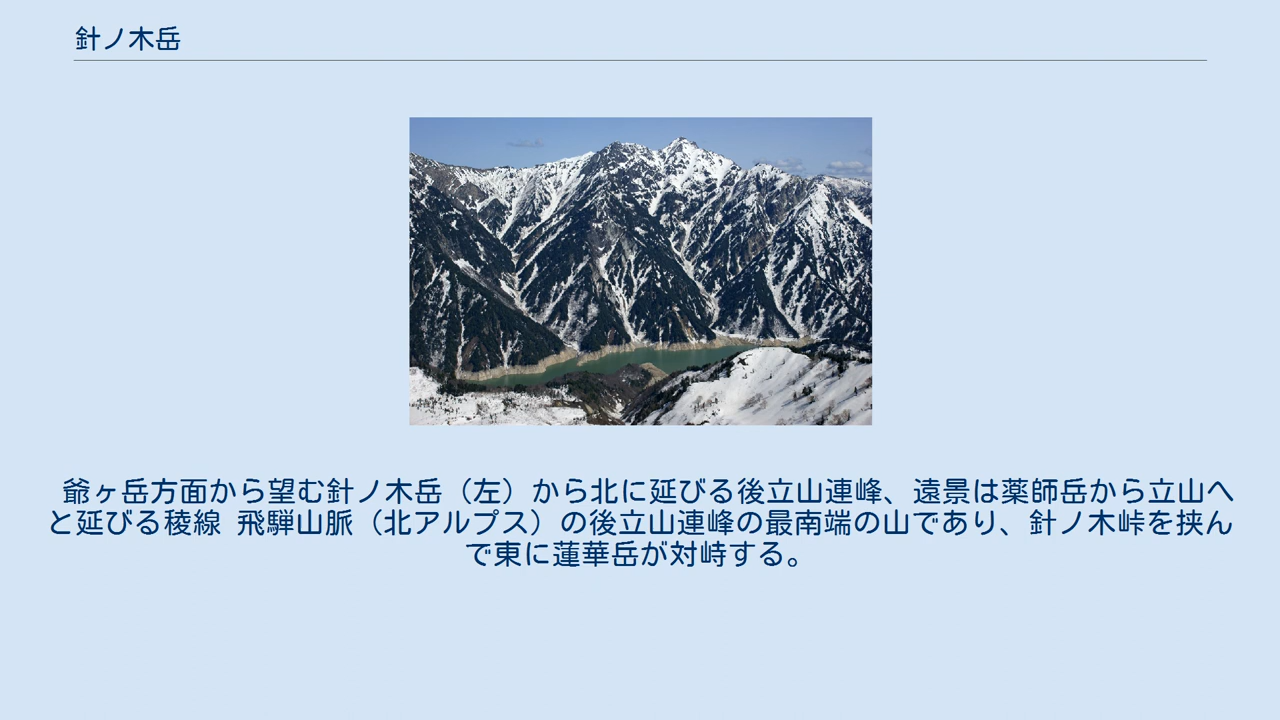 針ノ木岳
爺ヶ岳方面から望む針ノ木岳（左）から北に延びる後立山連峰、遠景は薬師岳から立山へ
と延びる稜線 飛騨山脈（北アルプス）の後立山連峰の最南端の山であり、針ノ木峠を挟ん
で東に蓮華岳が対峙する。